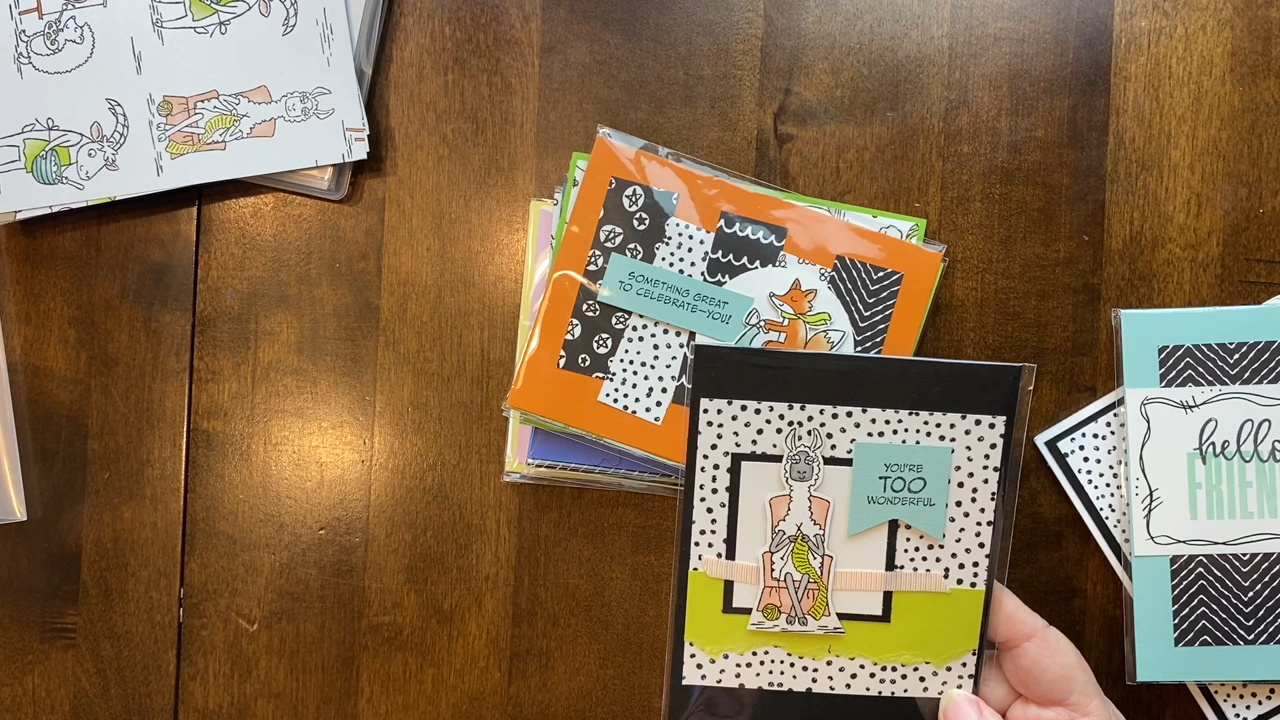 SOMETHING GREAT
TO CELEBRATE—YOU!
YOU'RE
TOO
WONDERFUL
hello
FRIEN